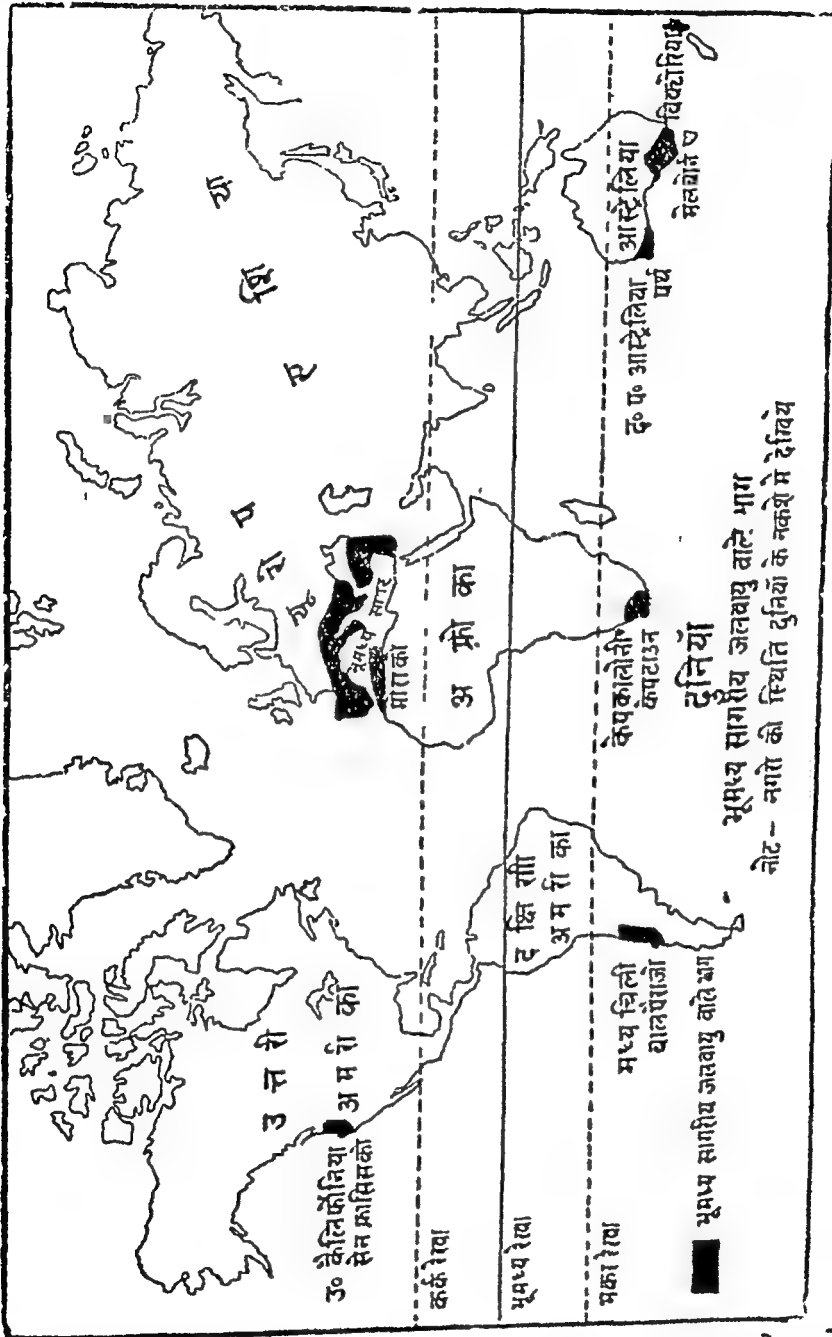 उ त्त री
अ म री का
उ० कैलिफोर्निया
सेन फ्रांसिसको
कर्क रेखा
भूमध्य रेखा
मकर रेखा
द क्षि णी
अ म री का
मध्य चिली
वालपैराजो
यू रो प
ए शि या
भूमध्य सागर
मोराको
अ फ्री का
केपकालोनी
केपटाउन
आस्ट्रेलिया
द० प० आस्ट्रेलिया
पर्थ
विक्टोरिया
मेलबोर्न
दुनियाँ
भूमध्य सागरीय जलवायु वाले भाग
नोट - नगरों की स्थिति दुनियाँ के नकशे में देखिये
भूमध्य सागरीय जलवायु वाले भाग